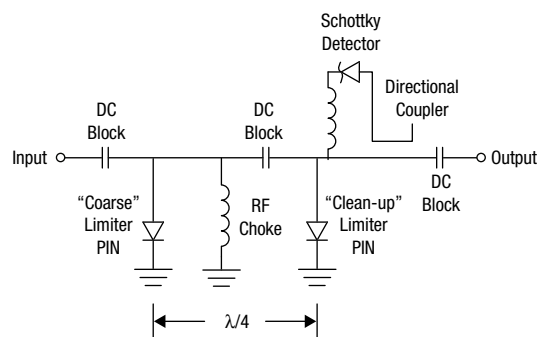 Schottky
Detector
Directional
Coupler
DC
Block
DC
Block
Input
Output
DC
Block
“Coarse”
Limiter
PIN
RF
Choke
“Clean-up”
Limiter
PIN
λ/4